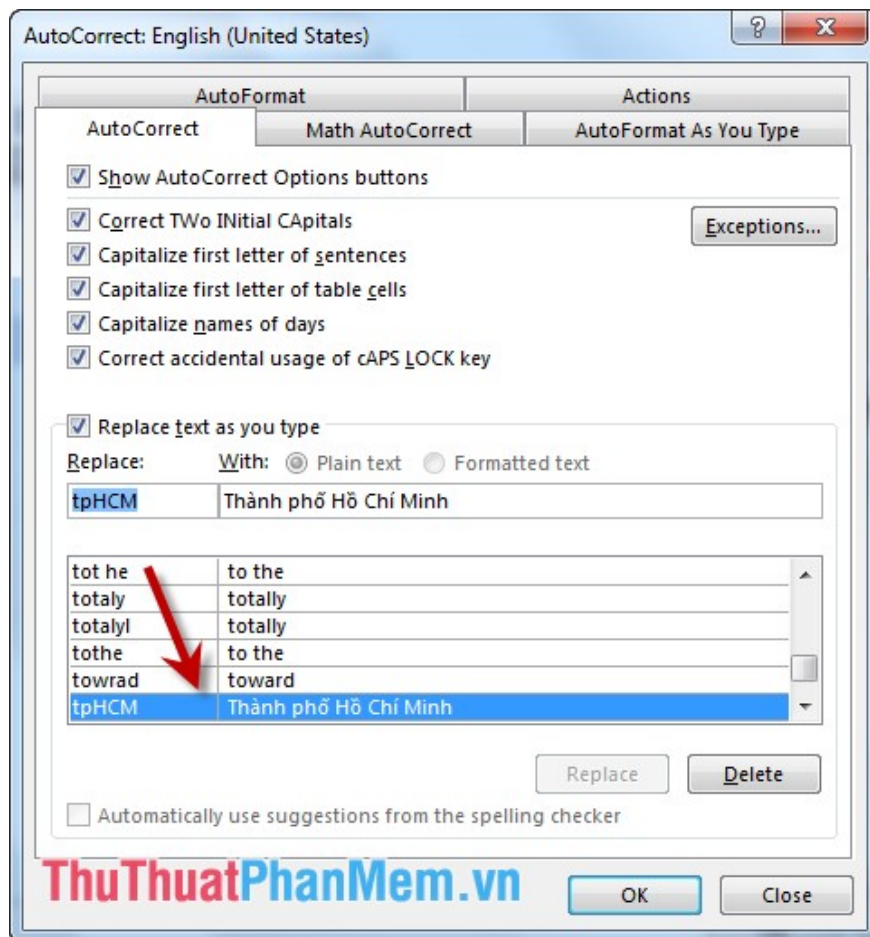 AutoCorrect: English (United States)
AutoFormat Actions
AutoCorrect Math AutoCorrect AutoFormat As You Type
Show AutoCorrect Options buttons
Correct TWo INitial CApitals Exceptions...
Capitalize first letter of sentences
Capitalize first letter of table cells
Capitalize names of days
Correct accidental usage of cAPS LOCK key
Replace text as you type
Replace: With: Plain text Formatted text
tpHCM Thành phố Hồ Chí Minh
tot he to the
totaly totally
totalyl totally
tothe to the
towrad toward
tpHCM Thành phố Hồ Chí Minh
Replace Delete
Automatically use suggestions from the spelling checker
ThuThuatPhanMem.vn
OK Close